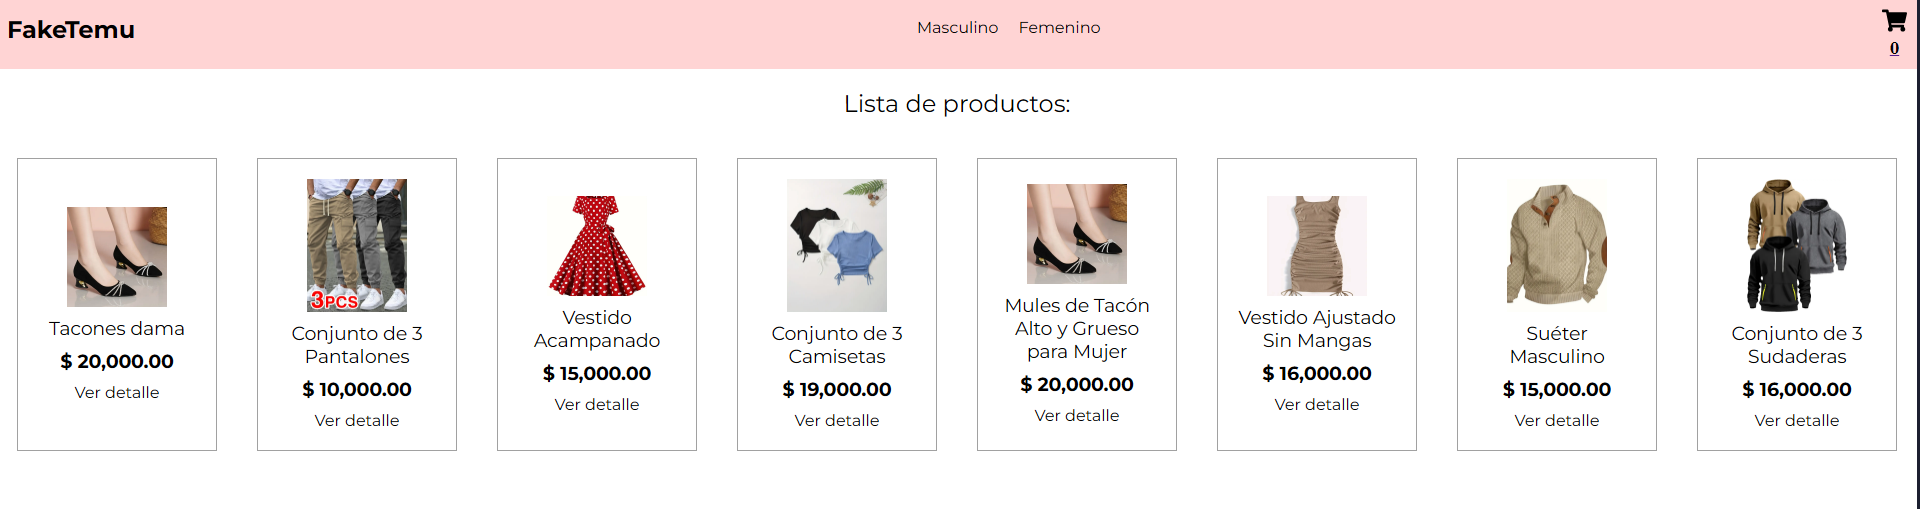 FakeTemu
Masculino Femenino
0
Lista de productos:
Tacones dama
$ 20,000.00
Ver detalle
3PCS
Conjunto de 3
Pantalones
$ 10,000.00
Ver detalle
Vestido
Acampanado
$ 15,000.00
Ver detalle
Conjunto de 3
Camisetas
$ 19,000.00
Ver detalle
Mules de Tacón
Alto y Grueso
para Mujer
$ 20,000.00
Ver detalle
Vestido Ajustado
Sin Mangas
$ 16,000.00
Ver detalle
Suéter
Masculino
$ 15,000.00
Ver detalle
Conjunto de 3
Sudaderas
$ 16,000.00
Ver detalle